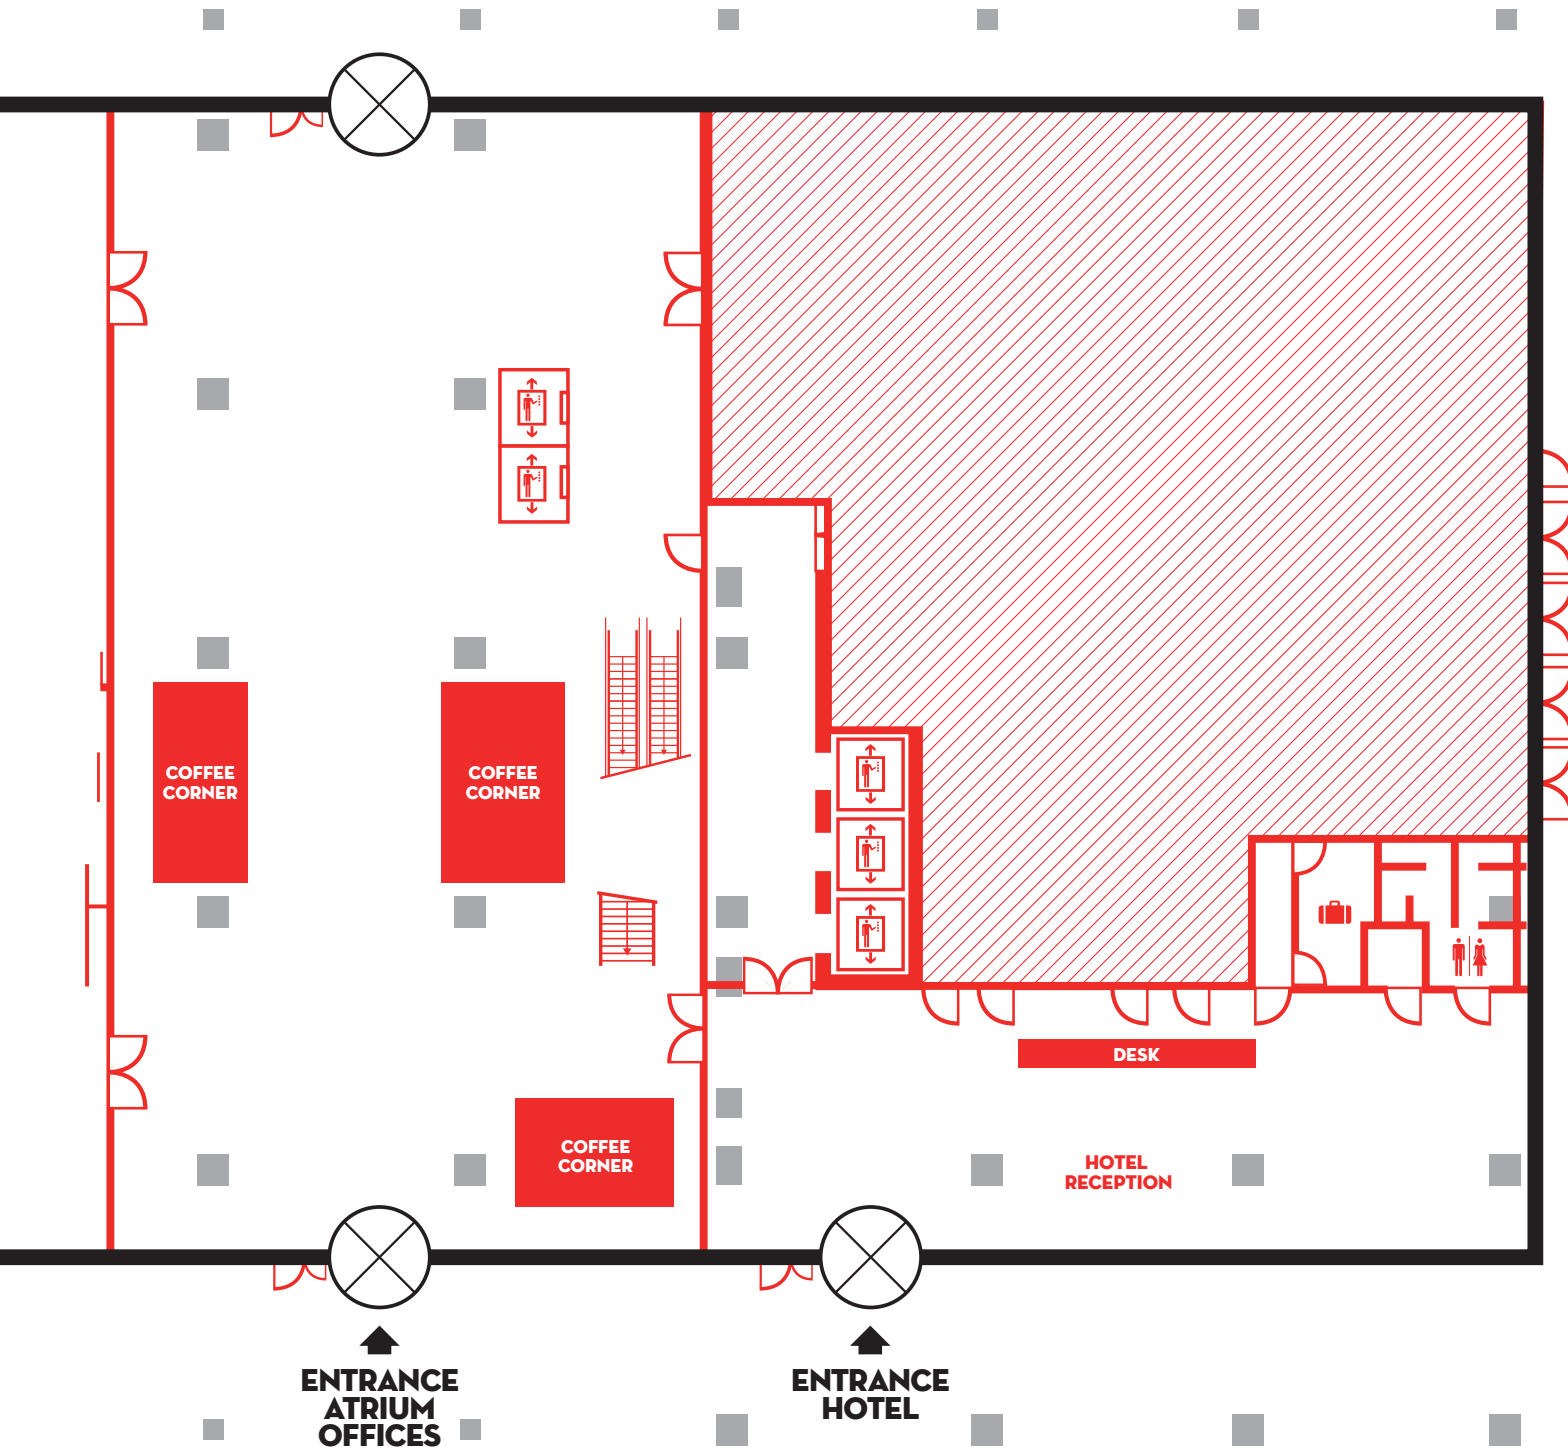 COFFEE
CORNER
COFFEE
CORNER
DESK
COFFEE
CORNER
HOTEL
RECEPTION
ENTRANCE
ATRIUM
OFFICES
ENTRANCE
HOTEL